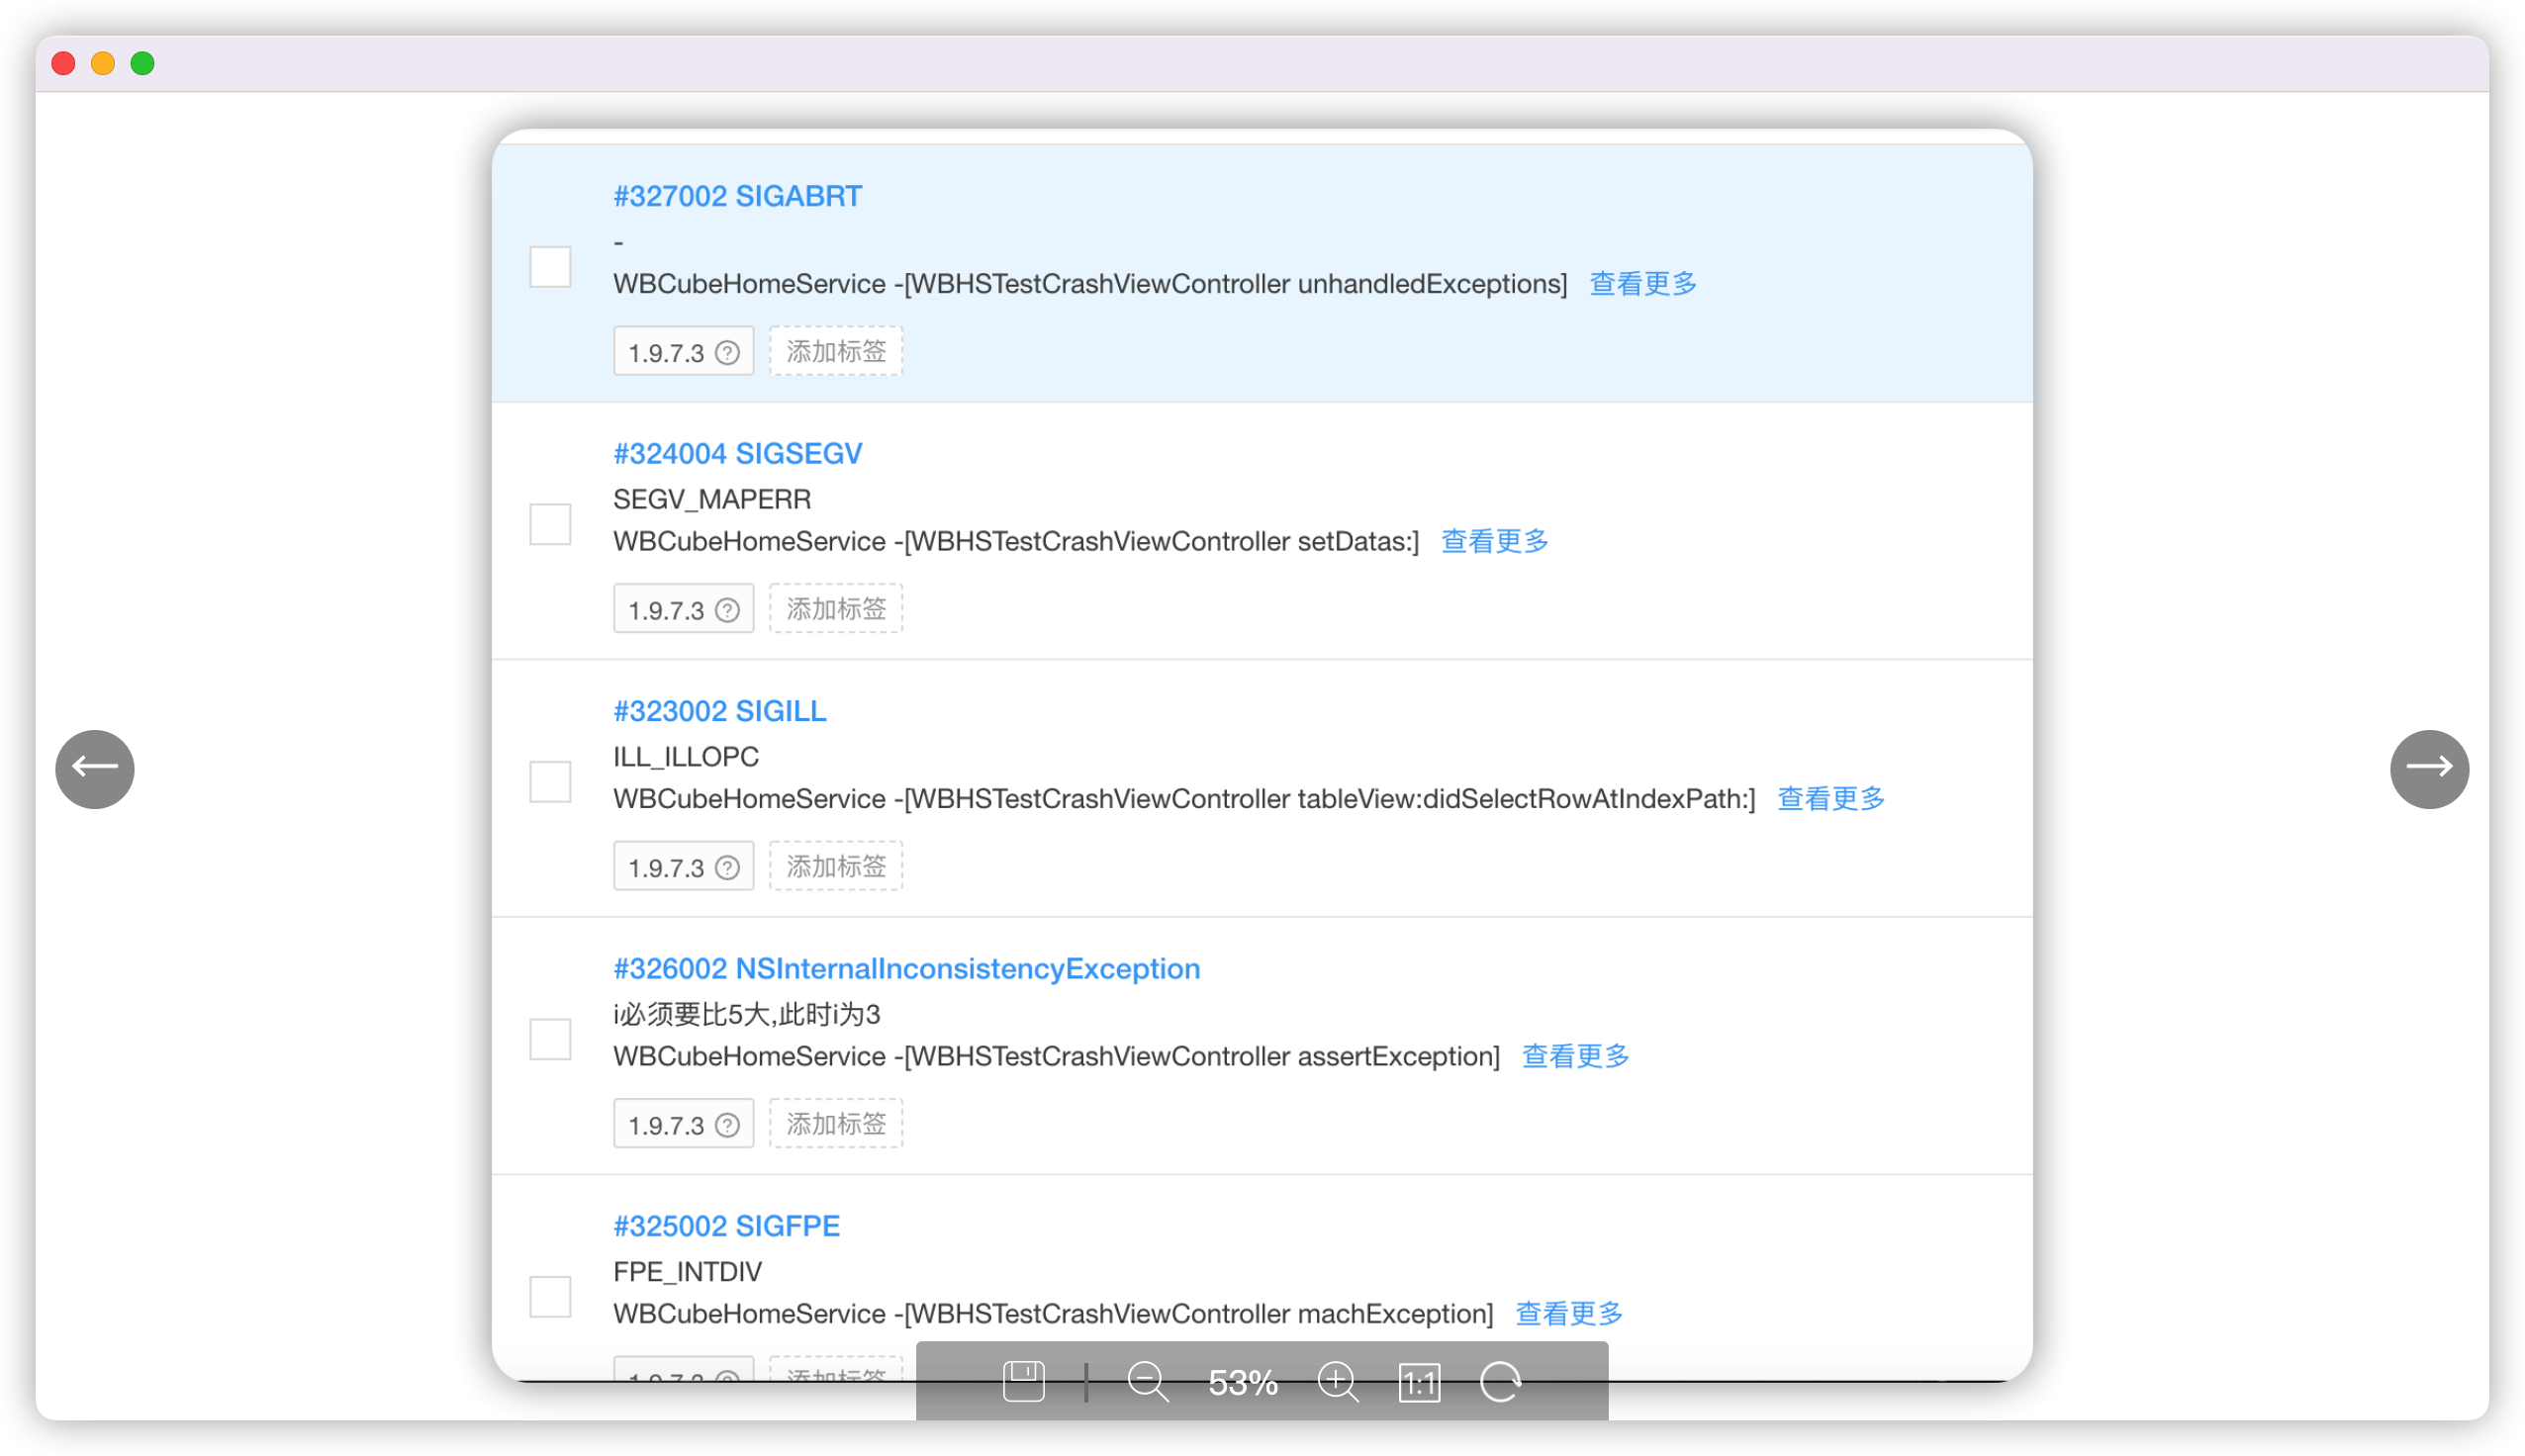 #327002 SIGABRT
-
WBCubeHomeService -[WBHSTestCrashViewController unhandledExceptions] 查看更多
1.9.7.3 ? 添加标签
#324004 SIGSEGV
SEGV_MAPERR
WBCubeHomeService -[WBHSTestCrashViewController setDatas:] 查看更多
1.9.7.3 ? 添加标签
#323002 SIGILL
ILL_ILLOPC
WBCubeHomeService -[WBHSTestCrashViewController tableView:didSelectRowAtIndexPath:] 查看更多
1.9.7.3 ? 添加标签
#326002 NSInternalInconsistencyException
i必须要比5大,此时i为3
WBCubeHomeService -[WBHSTestCrashViewController assertException] 查看更多
1.9.7.3 ? 添加标签
#325002 SIGFPE
FPE_INTDIV
WBCubeHomeService -[WBHSTestCrashViewController machException] 查看更多
53% 1:1